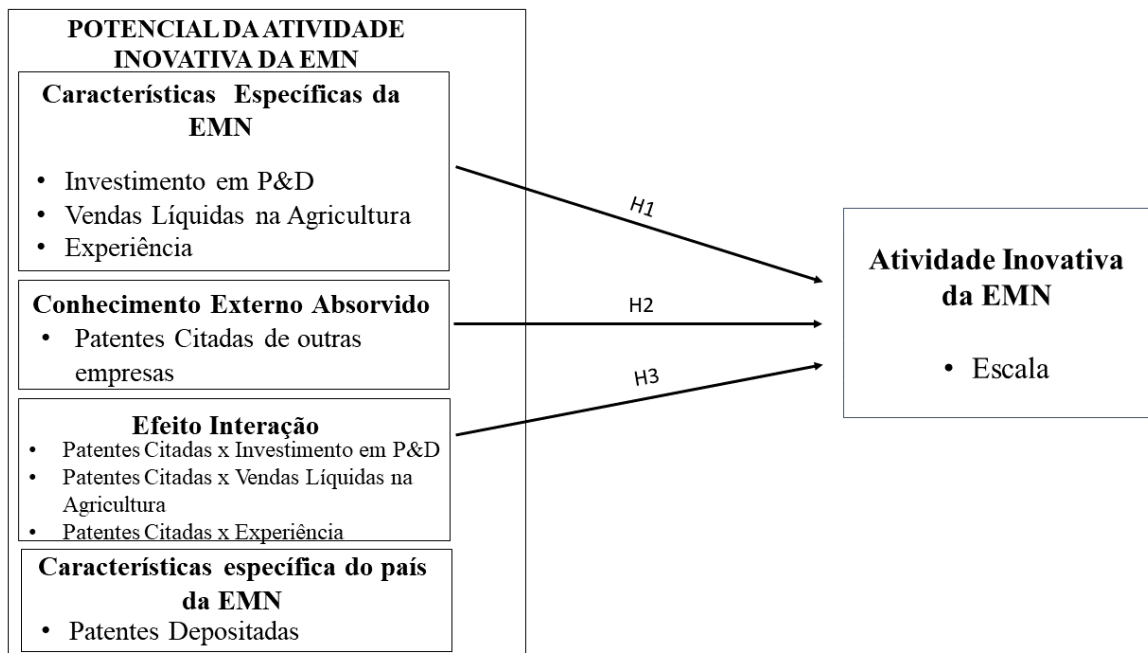 POTENCIAL DA ATIVIDADE
INOVATIVA DA EMN
Característícas Específicas da
EMN
• Investimento em P&D
• Vendas Líquidas na Agricultura
• Experiência
Conhecimento Externo Absorvido
• Patentes Citadas de outras
empresas
Efeito Interação
• Patentes Citadas x Investimento em P&D
• Patentes Citadas x Vendas Líquidas na
Agricultura
• Patentes Citadas x Experiência
Característícas específica do país
da EMN
• Patentes Depositadas
H1
H2
H3
Atividade Inovativa
da EMN
• Escala